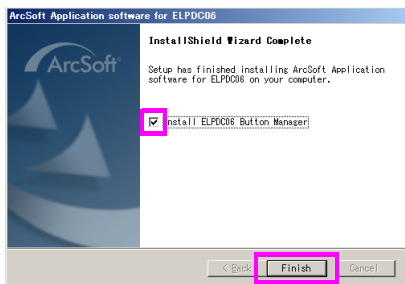 ArcSoft Application software for ELPDC06
ArcSoft
InstallShield Wizard Complete
Setup has finished installing ArcSoft Application
software for ELPDC06 on your computer.
Install ELPDC06 Button Manager
< Back
Finish
Cancel